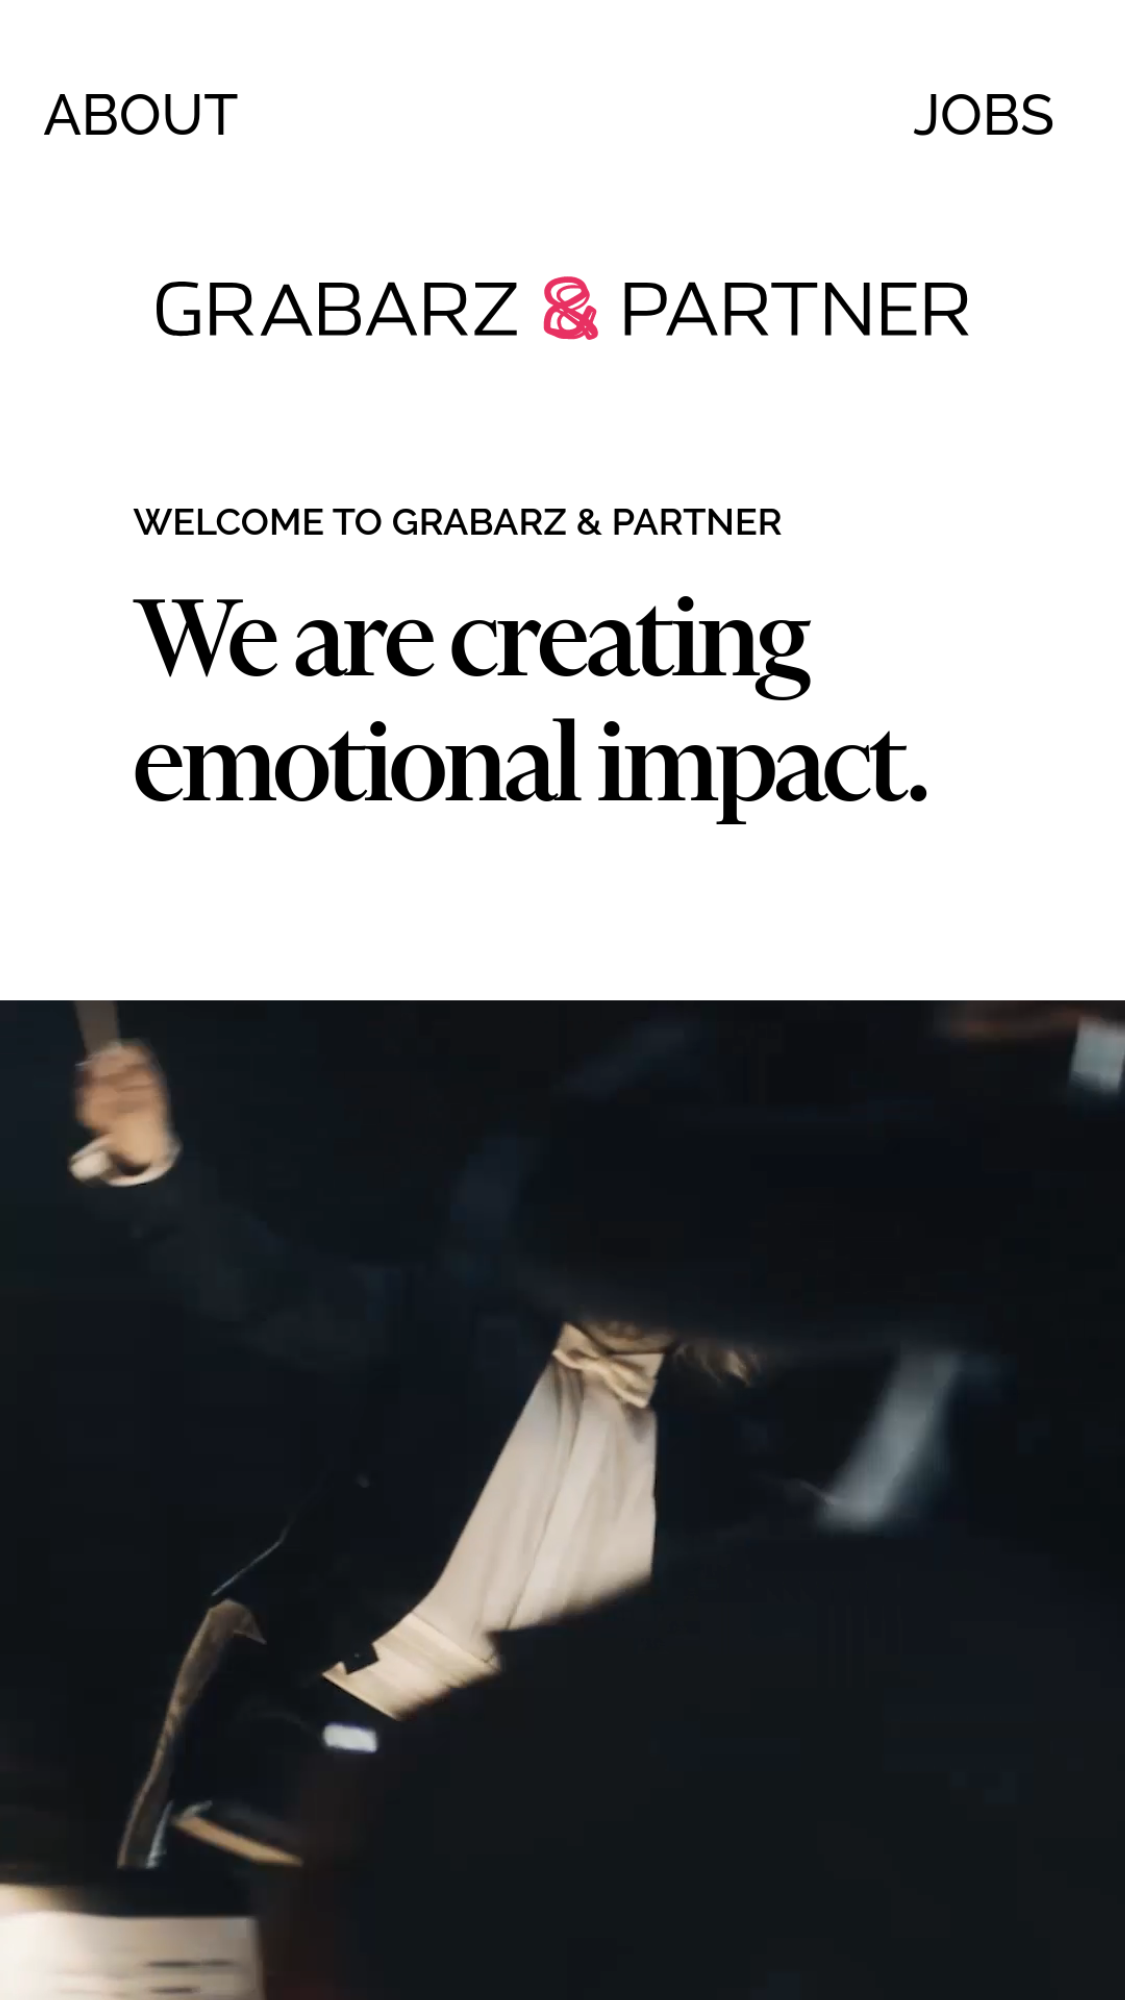 ABOUT
JOBS
GRABARZ & PARTNER
WELCOME TO GRABARZ & PARTNER
We are creating
emotional impact.